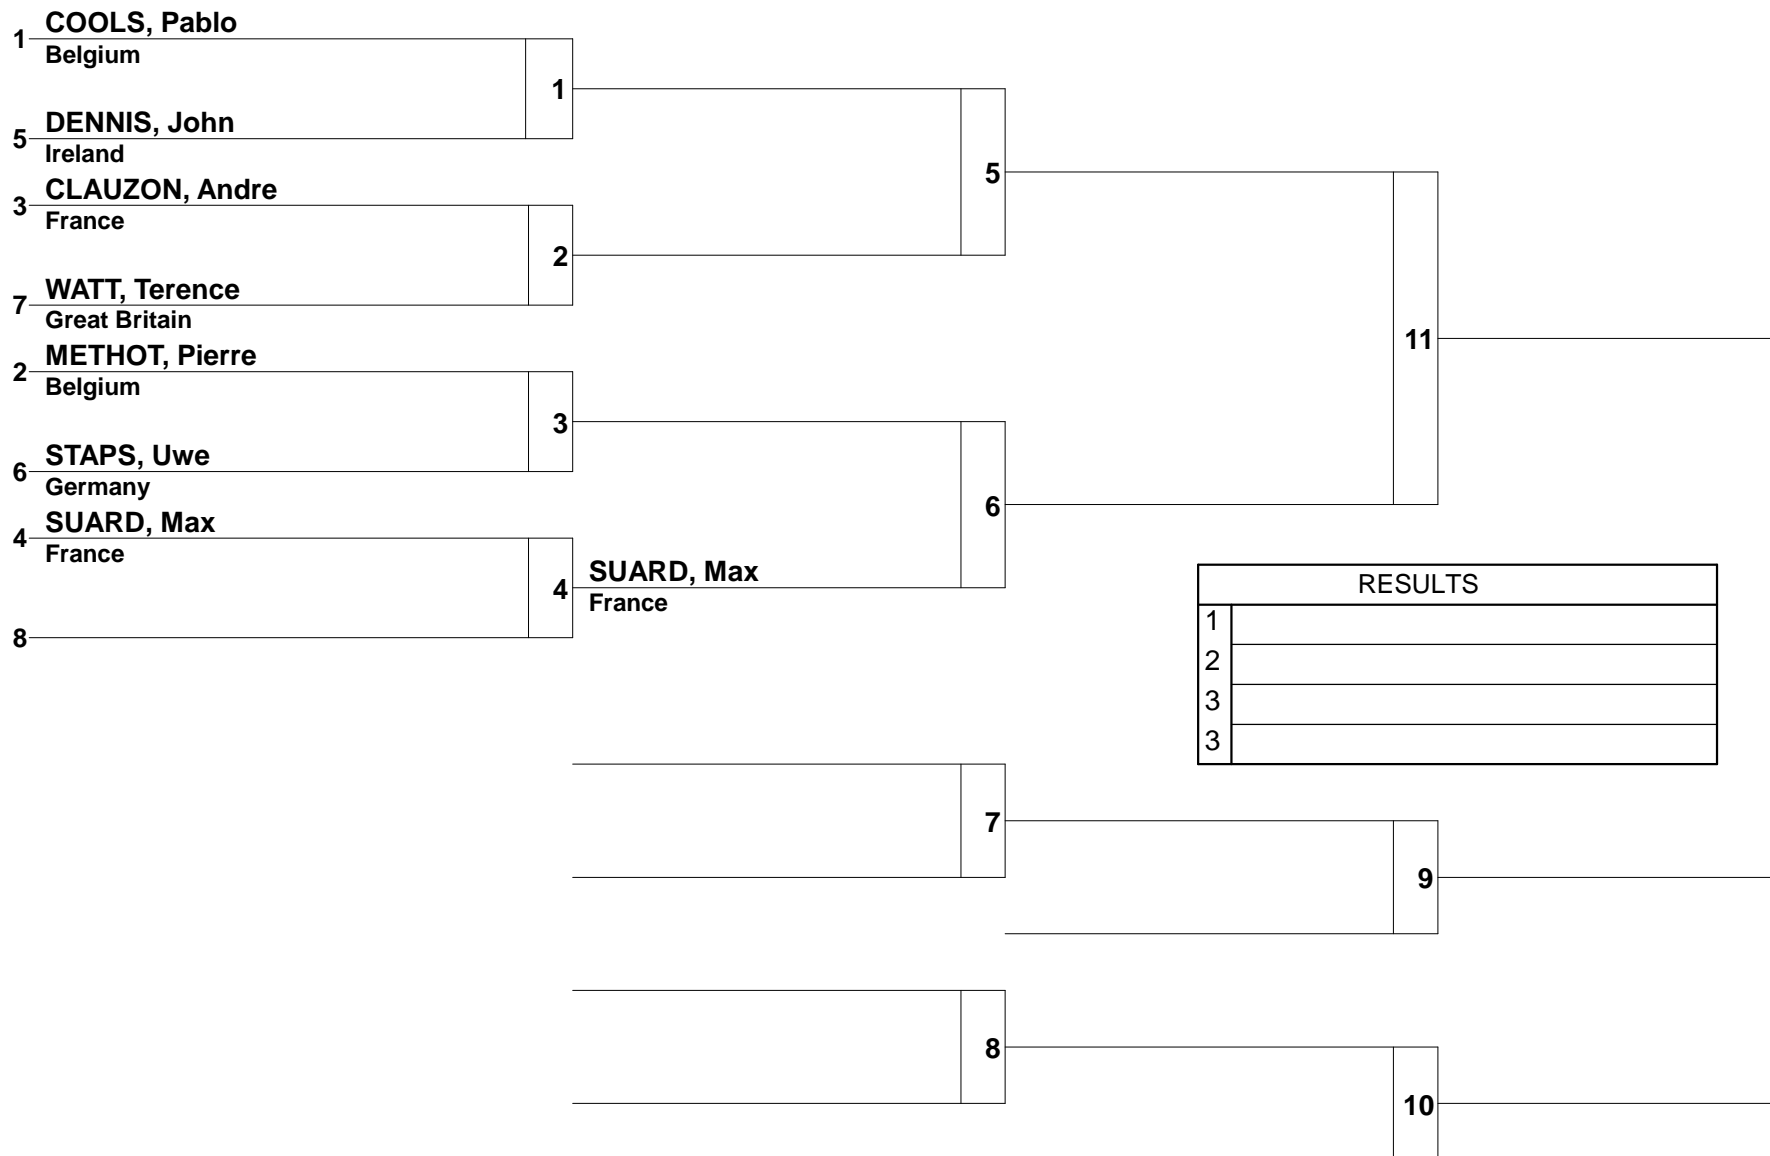 COOLS, Pablo
1
Belgium
1
DENNIS, John
5
Ireland
5
CLAUZON, Andre
3
France
2
WATT, Terence
7
Great Britain
11
METHOT, Pierre
2
Belgium
3
STAPS, Uwe
6
Germany
6
SUARD, Max
4
France
4
SUARD, Max
France
8
RESULTS
1
2
3
3
7
9
8
10